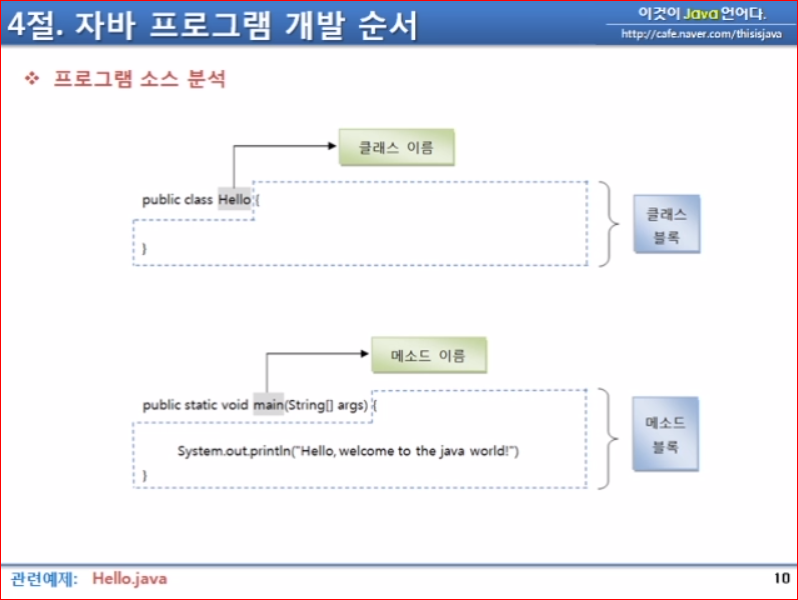 4절. 자바 프로그램 개발 순서
이것이 Java 언어다.
http://cafe.naver.com/thisisjava
❖ 프로그램 소스 분석
클래스 이름
public class Hello {
}
클래스
블록
메소드 이름
public static void main(String[] args) {
System.out.println("Hello, welcome to the java world!")
}
메소드
블록
관련예제: Hello.java
10